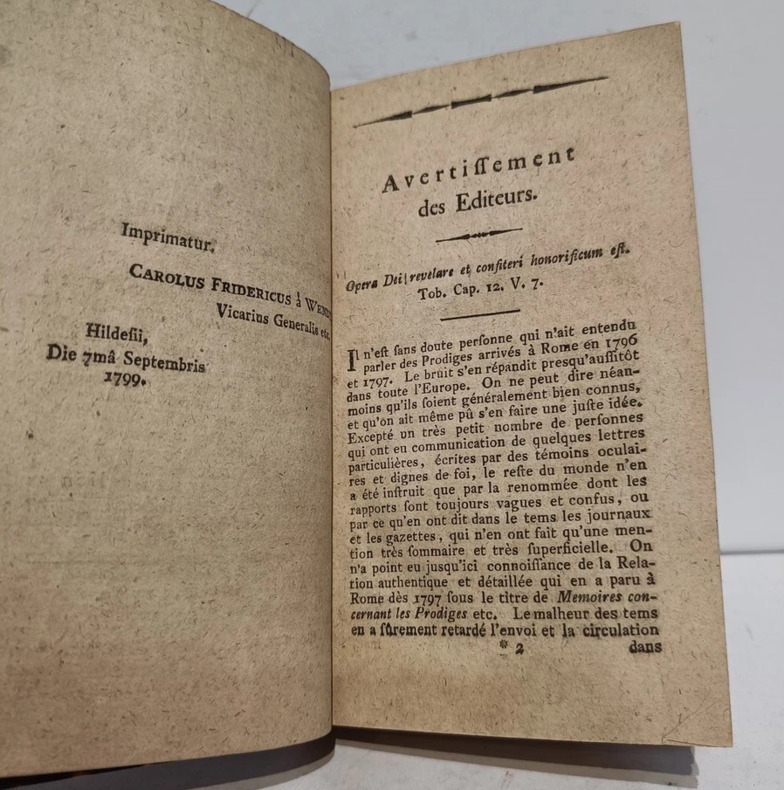 Imprimatur.
CAROLUS FRIDERICUS à
Vicarius Generalis etc.
Hildesii,
Die 7mâ Septembris
1799.
Avertiſſement
des Editeurs.
Opera Dei revelare et confiteri honorificum eſt.
Tob. Cap. 12. V. 7.
Il n'eſt ſans doute perſonne qui n'ait entendu
parler des Prodiges arrivés à Rome en 1796
et 1797. Le bruit s'en répandit presqu'auſſitôt
dans toute l'Europe. On ne peut dire néan-
moins qu'ils ſoient généralement bien connus,
et qu'on ait même pû s'en faire une juſte idée.
Excepté un très petit nombre de perſonnes
qui ont eu communication de quelques lettres
particulières, écrites par des témoins oculai-
res et dignes de foi, le reſte du monde n'en
a été inſtruit que par la renommée dont les
rapports ſont toujours vagues et confus, ou
par ce qu'en ont dit dans le tems les journaux
et les gazettes, qui n'en ont fait qu'une men-
tion très ſommaire et très ſuperficielle. On
n'a point eu jusqu'ici connoiſſance de la Rela-
tion authentique et détaillée qui en a paru à
Rome dès 1797 ſous le titre de Memoires con-
cernant les Prodiges etc. Le malheur des tems
en a ſûrement retardé l'envoi et la circulation
* 2 dans